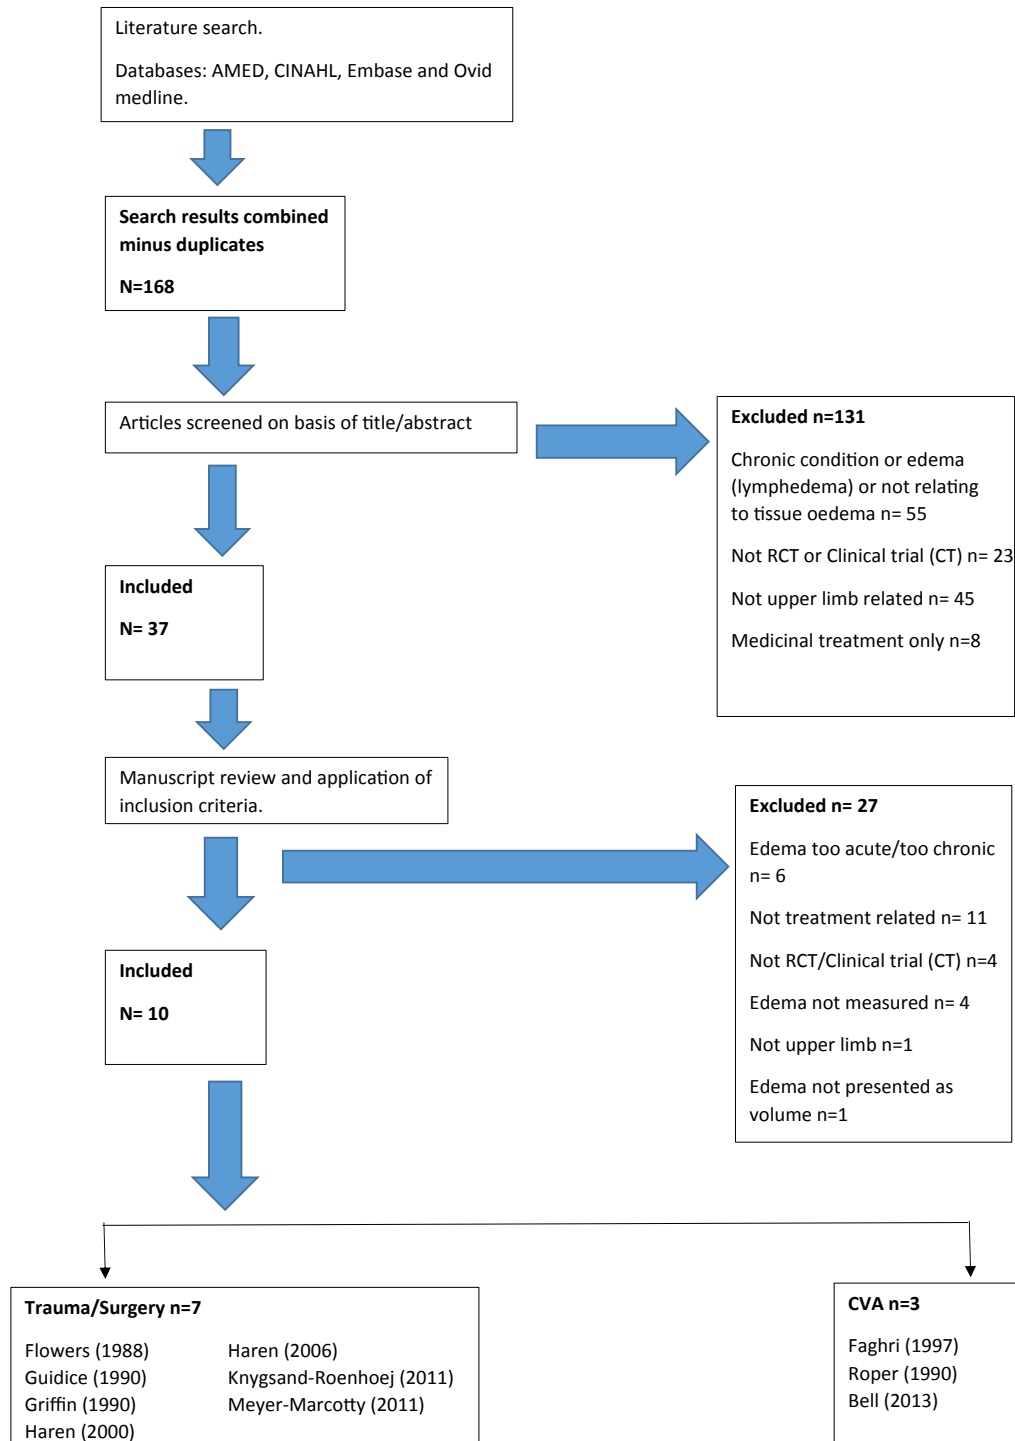 Literature search.
Databases: AMED, CINAHL, Embase and Ovid
medline.
Search results combined
minus duplicates
N=168
Articles screened on basis of title/abstract
Excluded n=131
Chronic condition or edema
(lymphedema) or not relating
to tissue oedema n= 55
Not RCT or Clinical trial (CT) n= 23
Not upper limb related n= 45
Medicinal treatment only n=8
Included
N= 37
Manuscript review and application of
inclusion criteria.
Excluded n= 27
Edema too acute/too chronic
n= 6
Not treatment related n= 11
Not RCT/Clinical trial (CT) n=4
Edema not measured n= 4
Not upper limb n=1
Edema not presented as
volume n=1
Included
N= 10
Trauma/Surgery n=7
Flowers (1988)
Guidice (1990)
Griffin (1990)
Haren (2000)
Haren (2006)
Knygsand-Roenhoej (2011)
Meyer-Marcotty (2011)
CVA n=3
Faghri (1997)
Roper (1990)
Bell (2013)